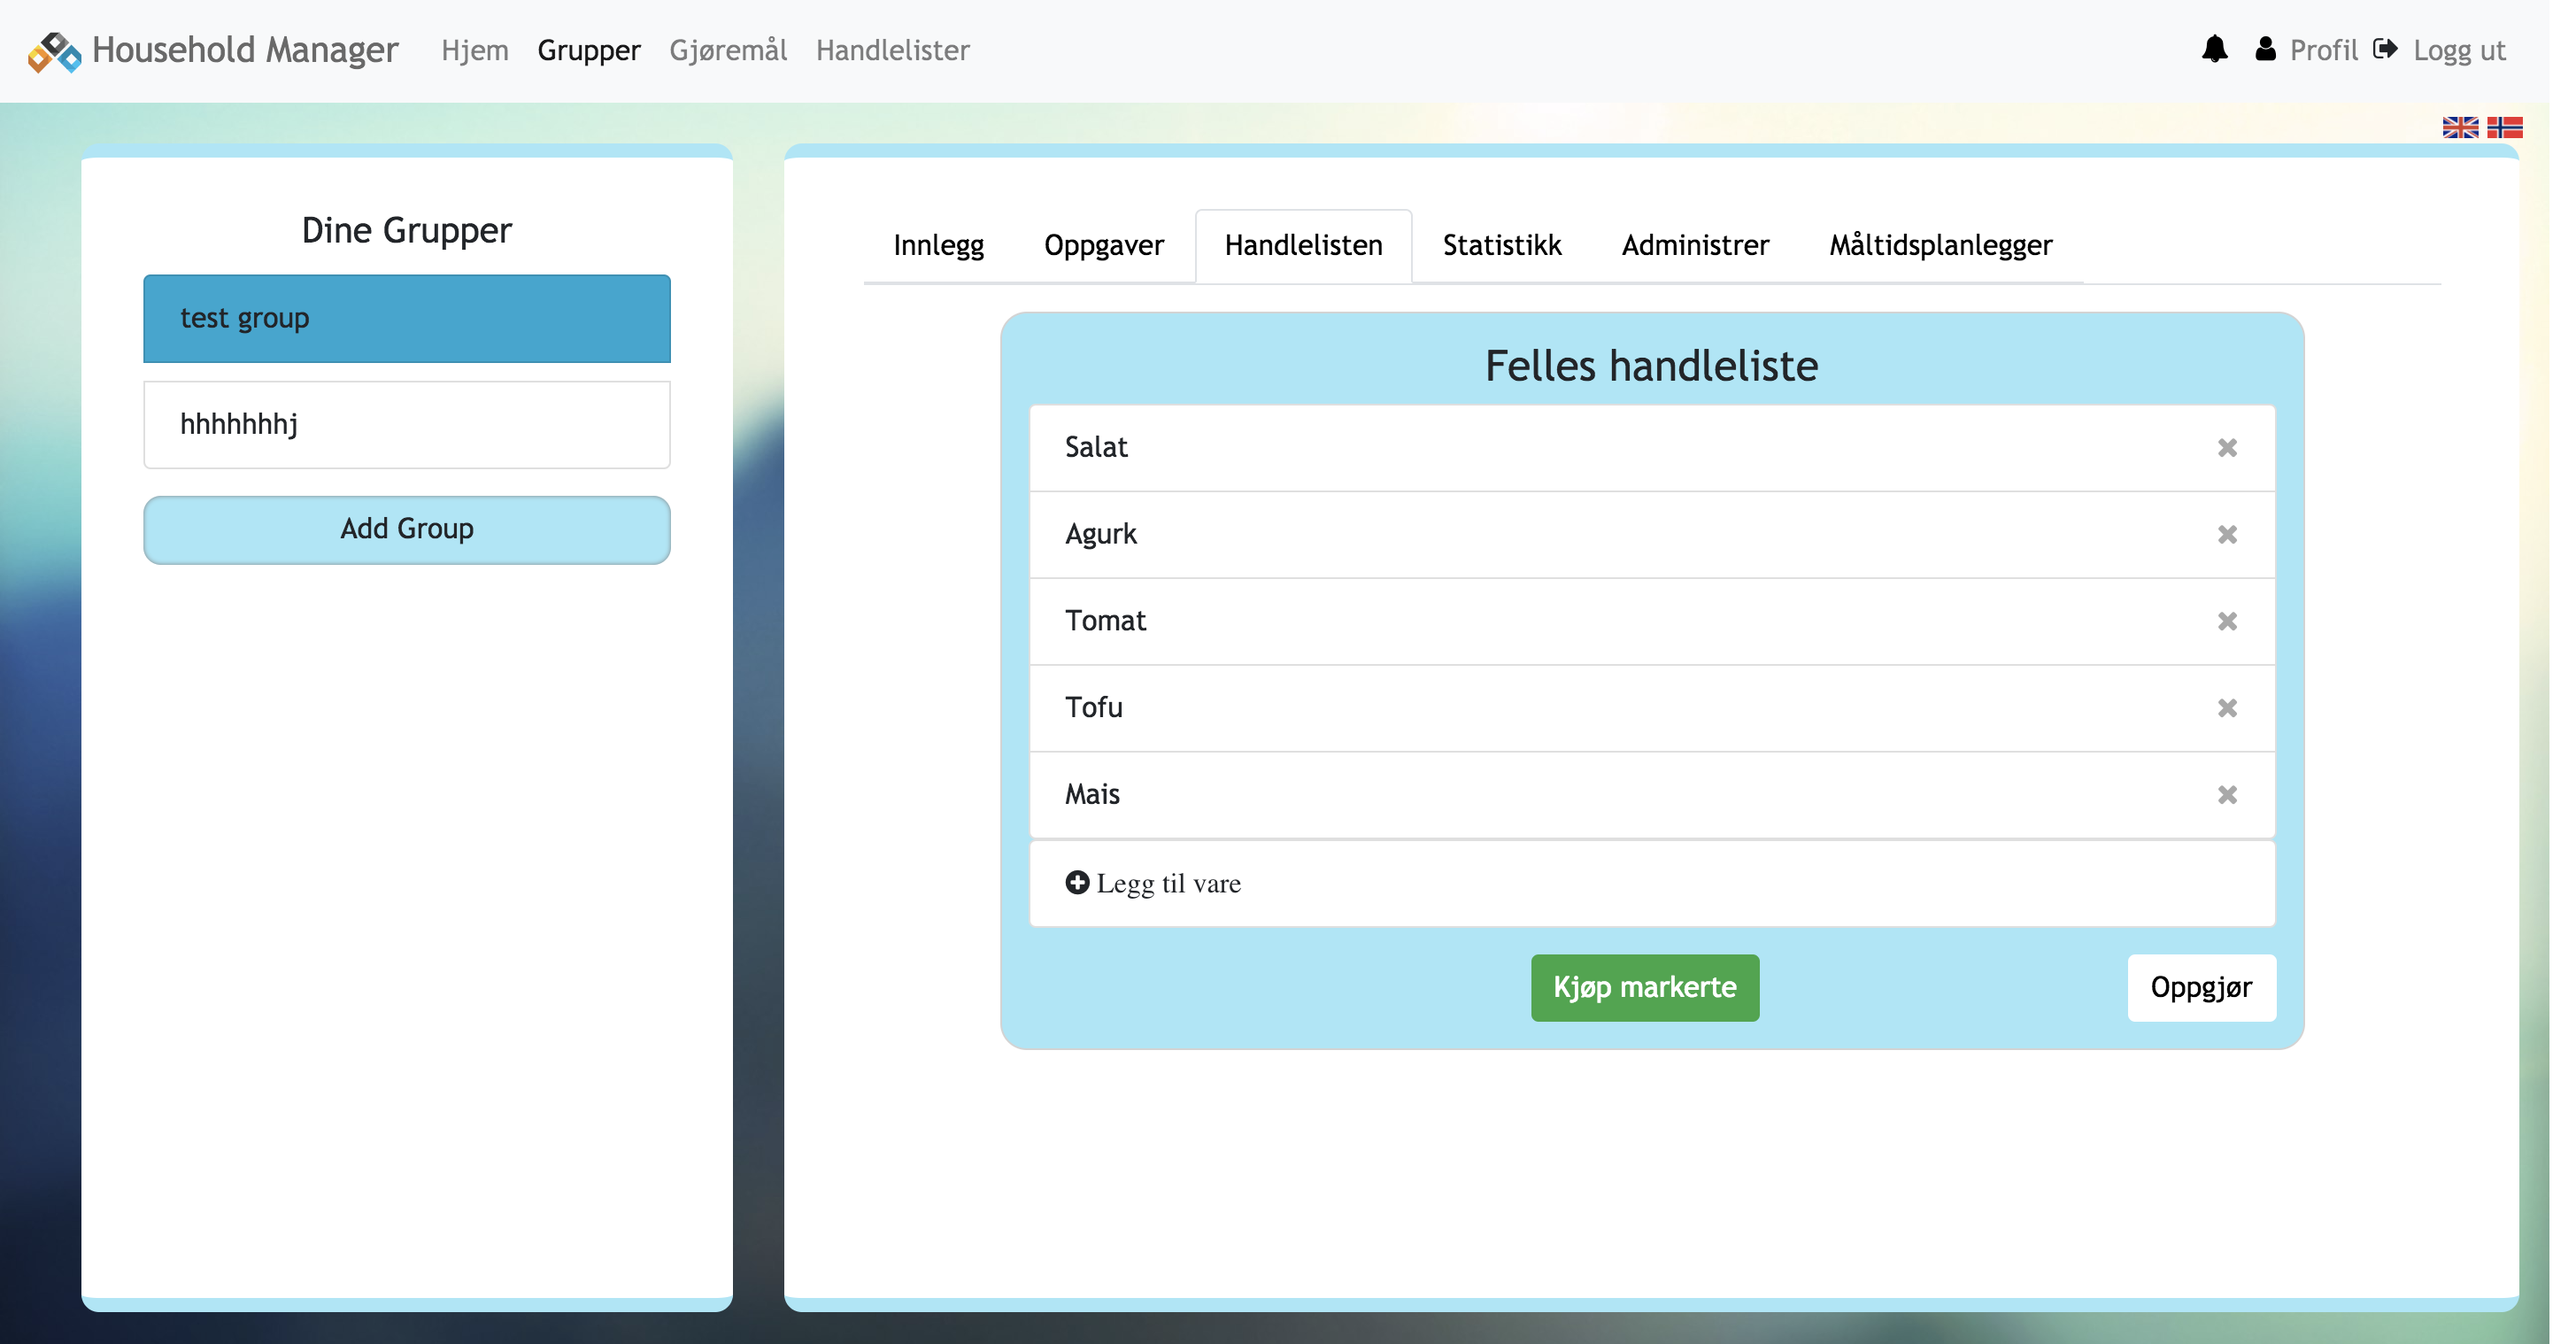 Household Manager Hjem Grupper Gjøremål Handlelister Profil Logg ut
Dine Grupper
test group
hhhhhhhj
Add Group
Innlegg Oppgaver Handlelisten Statistikk Administrer Måltidsplanlegger
Felles handleliste
Salat
Agurk
Tomat
Tofu
Mais
Legg til vare
Kjøp markerte Oppgjør